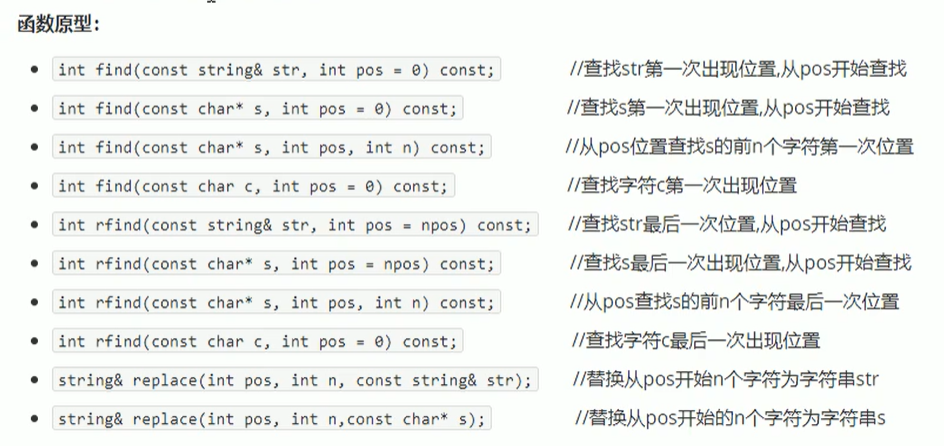 函数原型：
• int find(const string& str, int pos = 0) const; //查找str第一次出现位置,从pos开始查找
• int find(const char* s, int pos = 0) const; //查找s第一次出现位置,从pos开始查找
• int find(const char* s, int pos, int n) const; //从pos位置查找s的前n个字符第一次位置
• int find(const char c, int pos = 0) const; //查找字符c第一次出现位置
• int rfind(const string& str, int pos = npos) const; //查找str最后一次位置,从pos开始查找
• int rfind(const char* s, int pos = npos) const; //查找s最后一次出现位置,从pos开始查找
• int rfind(const char* s, int pos, int n) const; //从pos查找s的前n个字符最后一次位置
• int rfind(const char c, int pos = 0) const; //查找字符c最后一次出现位置
• string& replace(int pos, int n, const string& str); //替换从pos开始n个字符为字符串str
• string& replace(int pos, int n,const char* s); //替换从pos开始的n个字符为字符串s